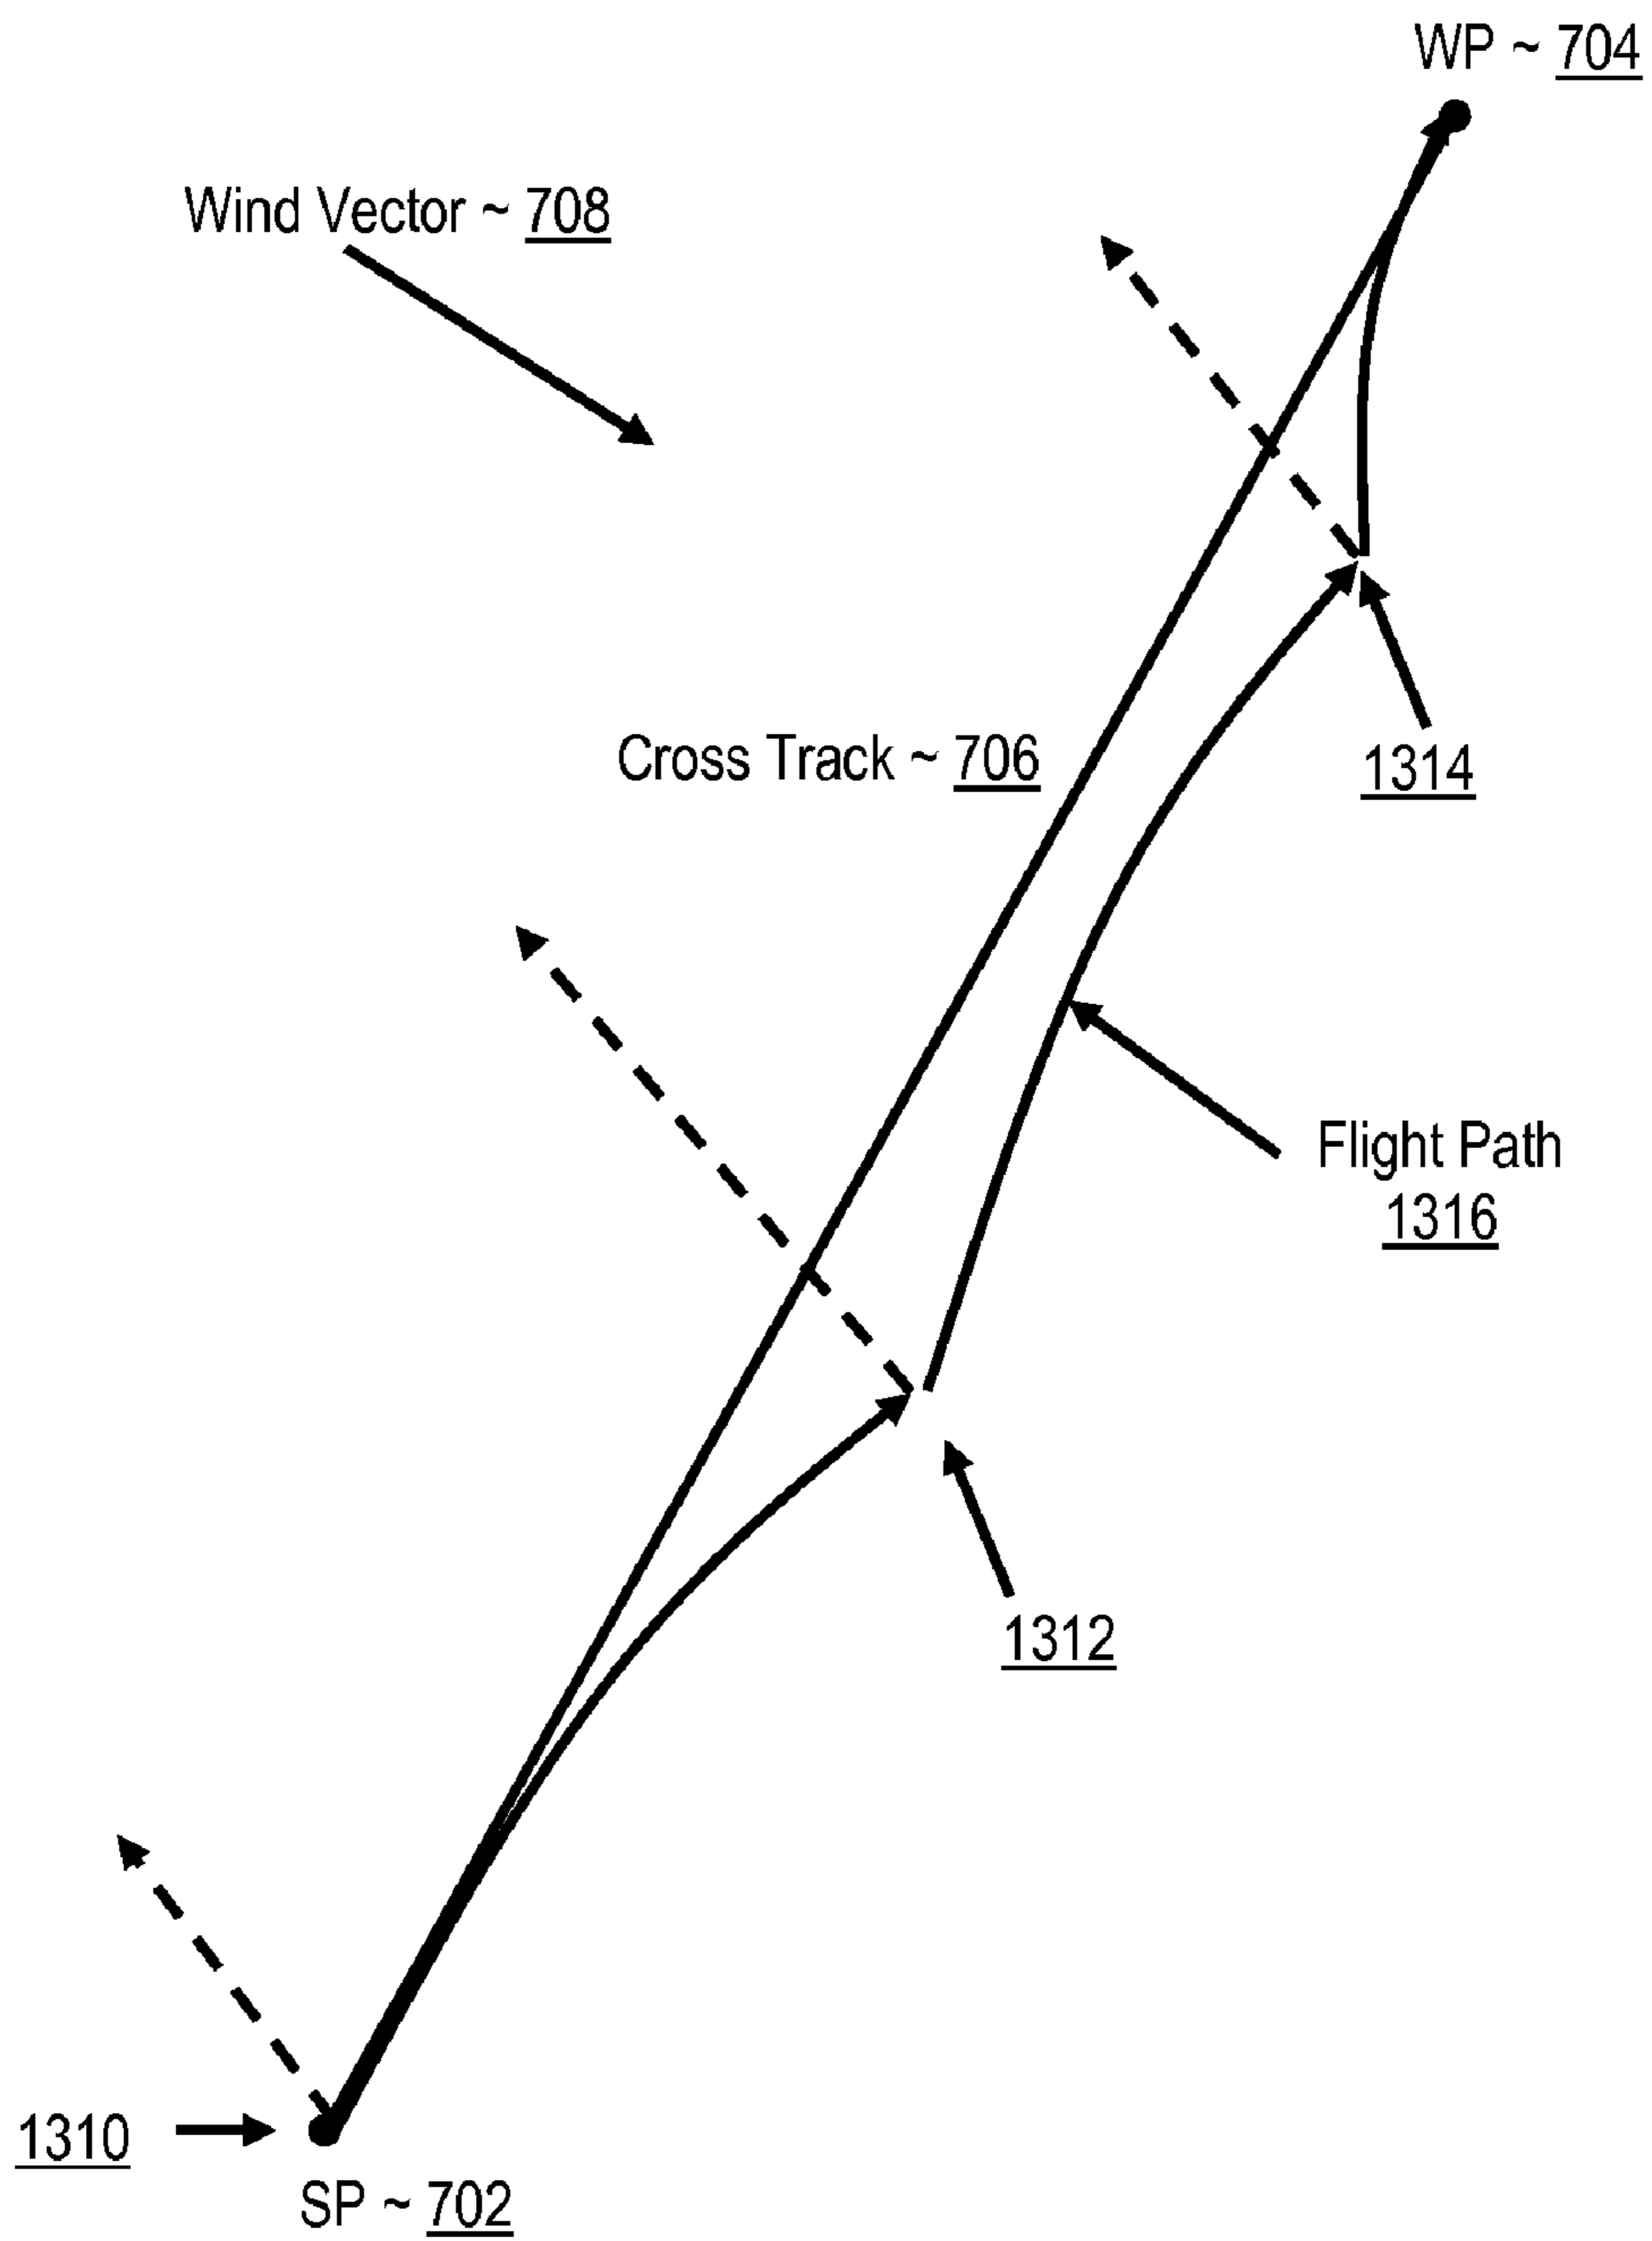 WP ~ 704
Wind Vector ~ 708
Cross Track ~ 706
1314
Flight Path
1316
1312
1310
SP ~ 702